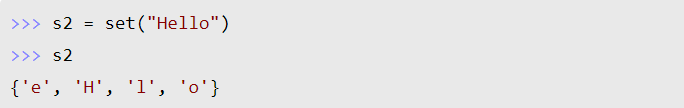 >>> s2 = set("Hello")
>>> s2
{'e', 'H', 'l', 'o'}